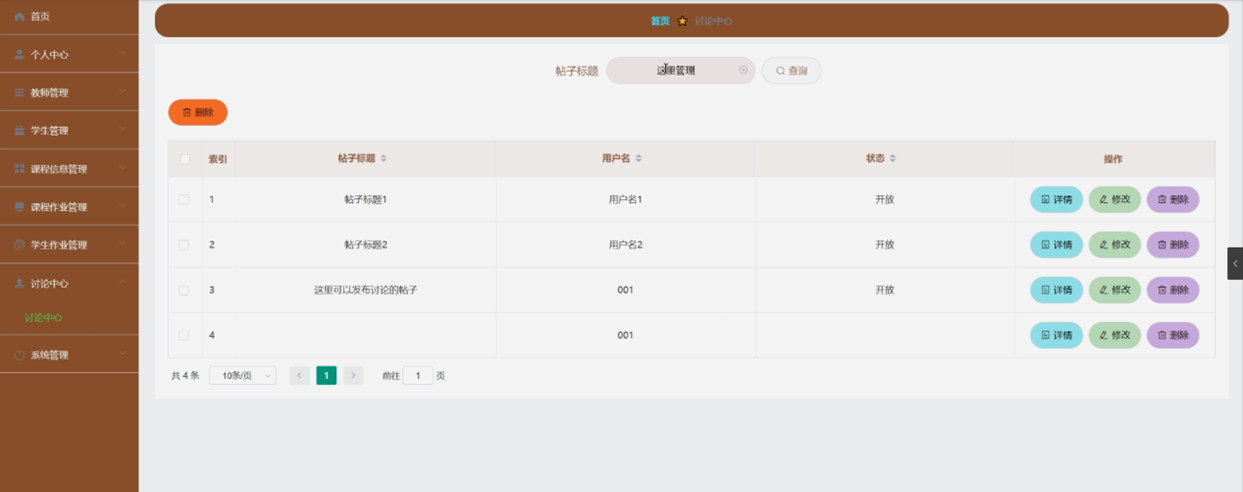 首页
个人中心
教师管理
学生管理
课程信息管理
课程作业管理
学生作业管理
讨论中心
讨论中心
系统管理
首页 讨论中心
帖子标题 这里管理 查询
删除
索引 帖子标题 用户名 状态 操作
1 帖子标题1 用户名1 开放 详情 修改 删除
2 帖子标题2 用户名2 开放 详情 修改 删除
3 这里可以发布讨论的帖子 001 开放 详情 修改 删除
4 001 详情 修改 删除
共 4 条 10条/页 1 前往 1 页